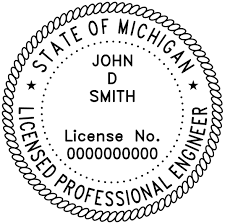 STATE OF MICHIGAN
JOHN
D
SMITH
License No.
0000000000
LICENSED PROFESSIONAL ENGINEER